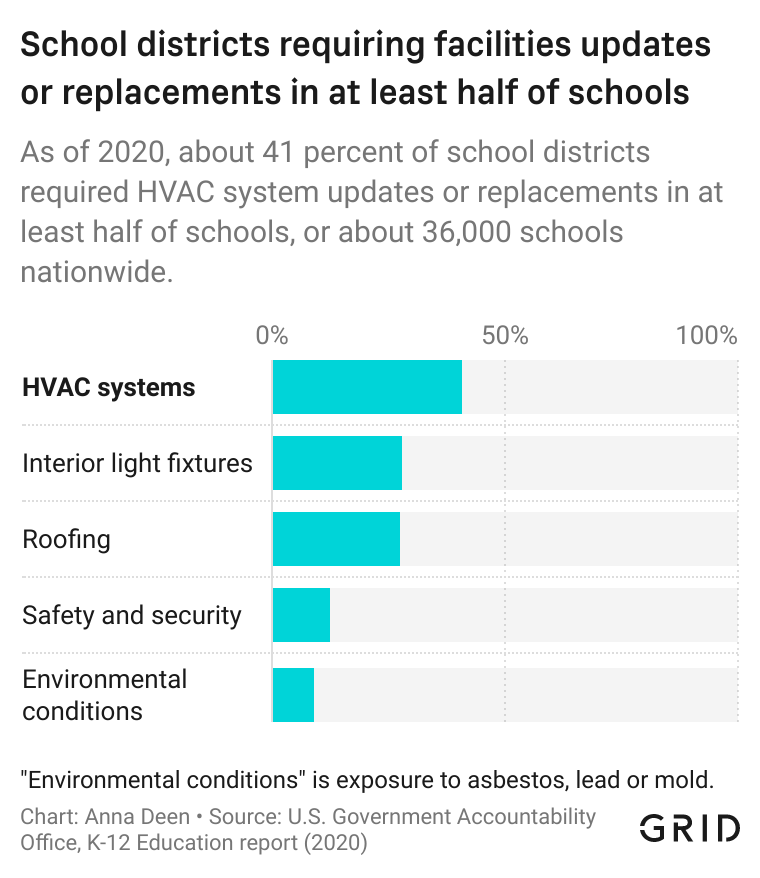 School districts requiring facilities updates
or replacements in at least half of schools
As of 2020, about 41 percent of school districts
required HVAC system updates or replacements in at
least half of schools, or about 36,000 schools
nationwide.
0% 50% 100%
HVAC systems
Interior light fixtures
Roofing
Safety and security
Environmental
conditions
"Environmental conditions" is exposure to asbestos, lead or mold.
Chart: Anna Deen • Source: U.S. Government Accountability
Office, K-12 Education report (2020)
GRID